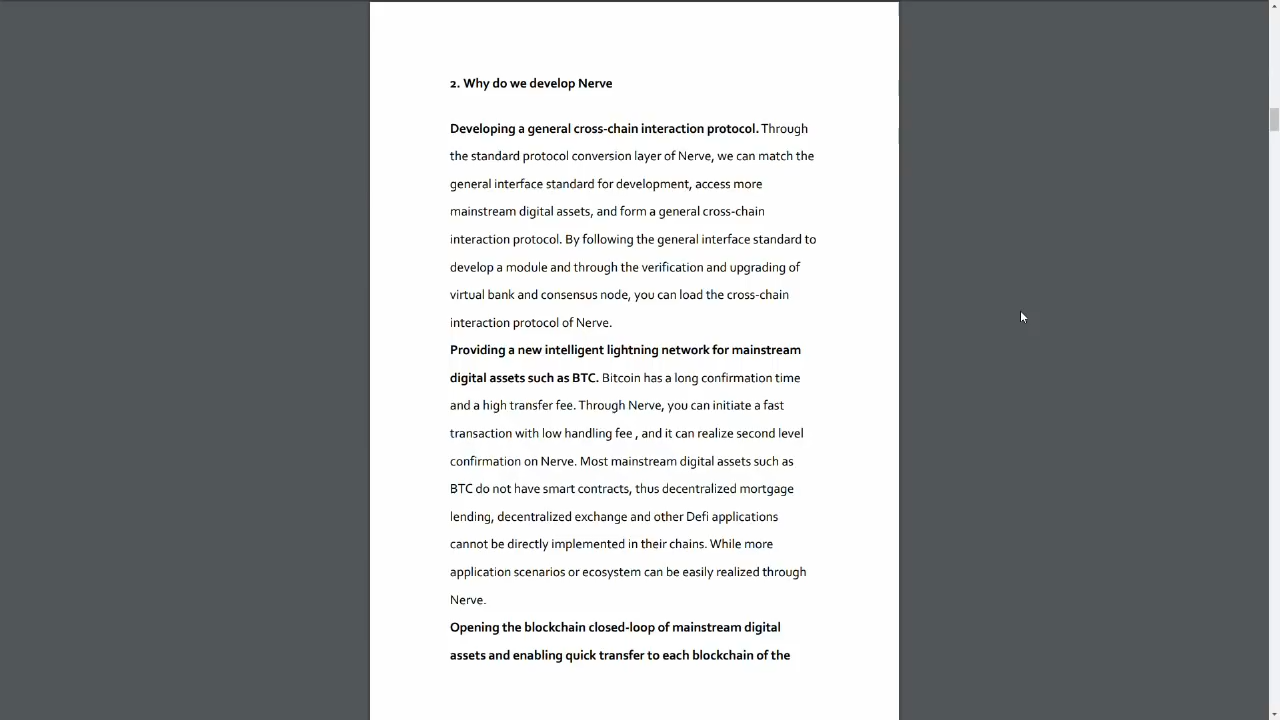 2. Why do we develop Nerve
Developing a general cross-chain interaction protocol. Through
the standard protocol conversion layer of Nerve, we can match the
general interface standard for development, access more
mainstream digital assets, and form a general cross-chain
interaction protocol. By following the general interface standard to
develop a module and through the verification and upgrading of
virtual bank and consensus node, you can load the cross-chain
interaction protocol of Nerve.
Providing a new intelligent lightning network for mainstream
digital assets such as BTC. Bitcoin has a long confirmation time
and a high transfer fee. Through Nerve, you can initiate a fast
transaction with low handling fee , and it can realize second level
confirmation on Nerve. Most mainstream digital assets such as
BTC do not have smart contracts, thus decentralized mortgage
lending, decentralized exchange and other Defi applications
cannot be directly implemented in their chains. While more
application scenarios or ecosystem can be easily realized through
Nerve.
Opening the blockchain closed-loop of mainstream digital
assets and enabling quick transfer to each blockchain of the